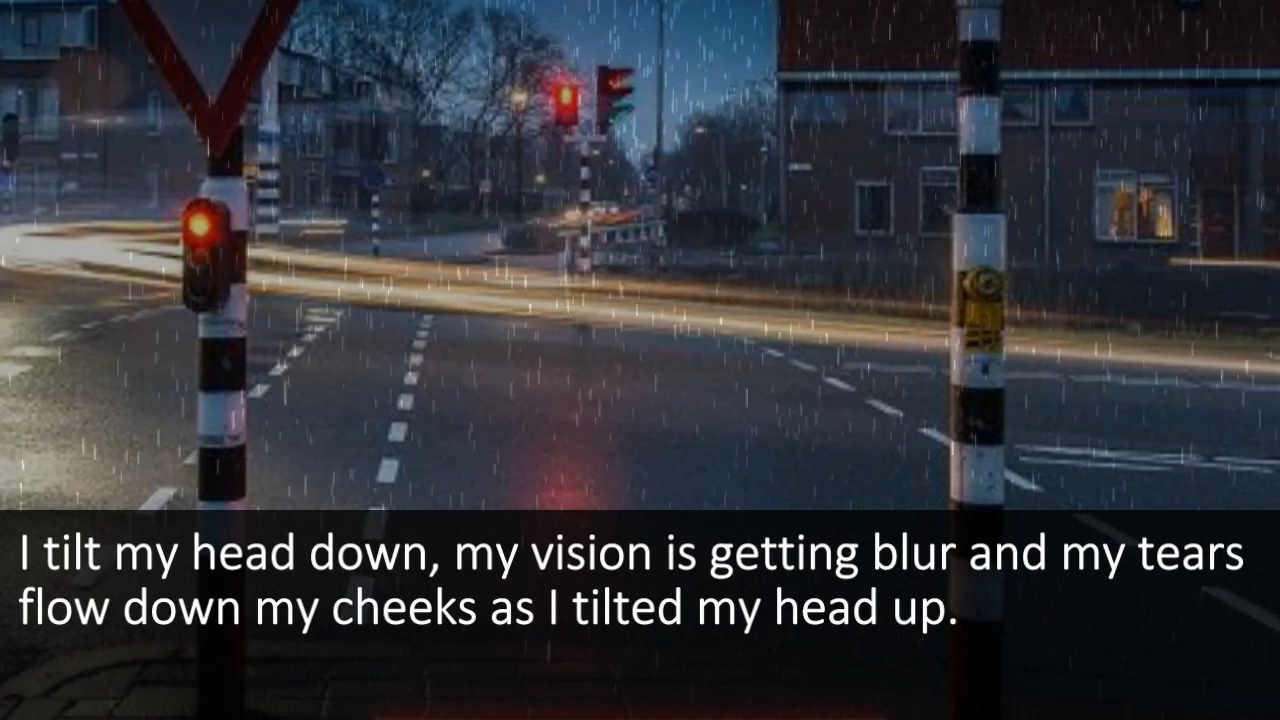 I tilt my head down, my vision is getting blur and my tears
flow down my cheeks as I tilted my head up.